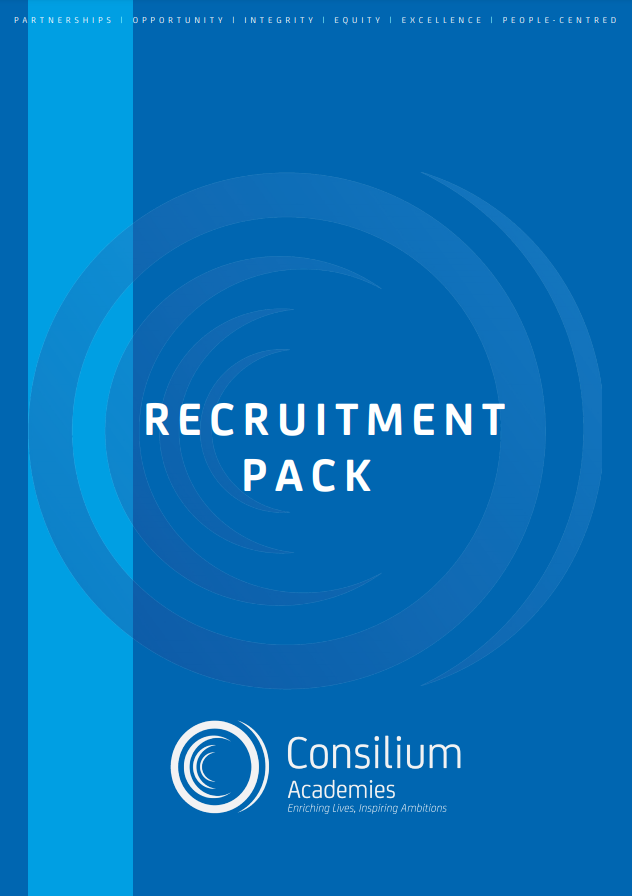 PARTNERSHIPS | OPPORTUNITY | INTEGRITY | EQUITY | EXCELLENCE | PEOPLE-CENTRED
RECRUITMENT
PACK
Consilium
Academies
Enriching Lives, Inspiring Ambitions